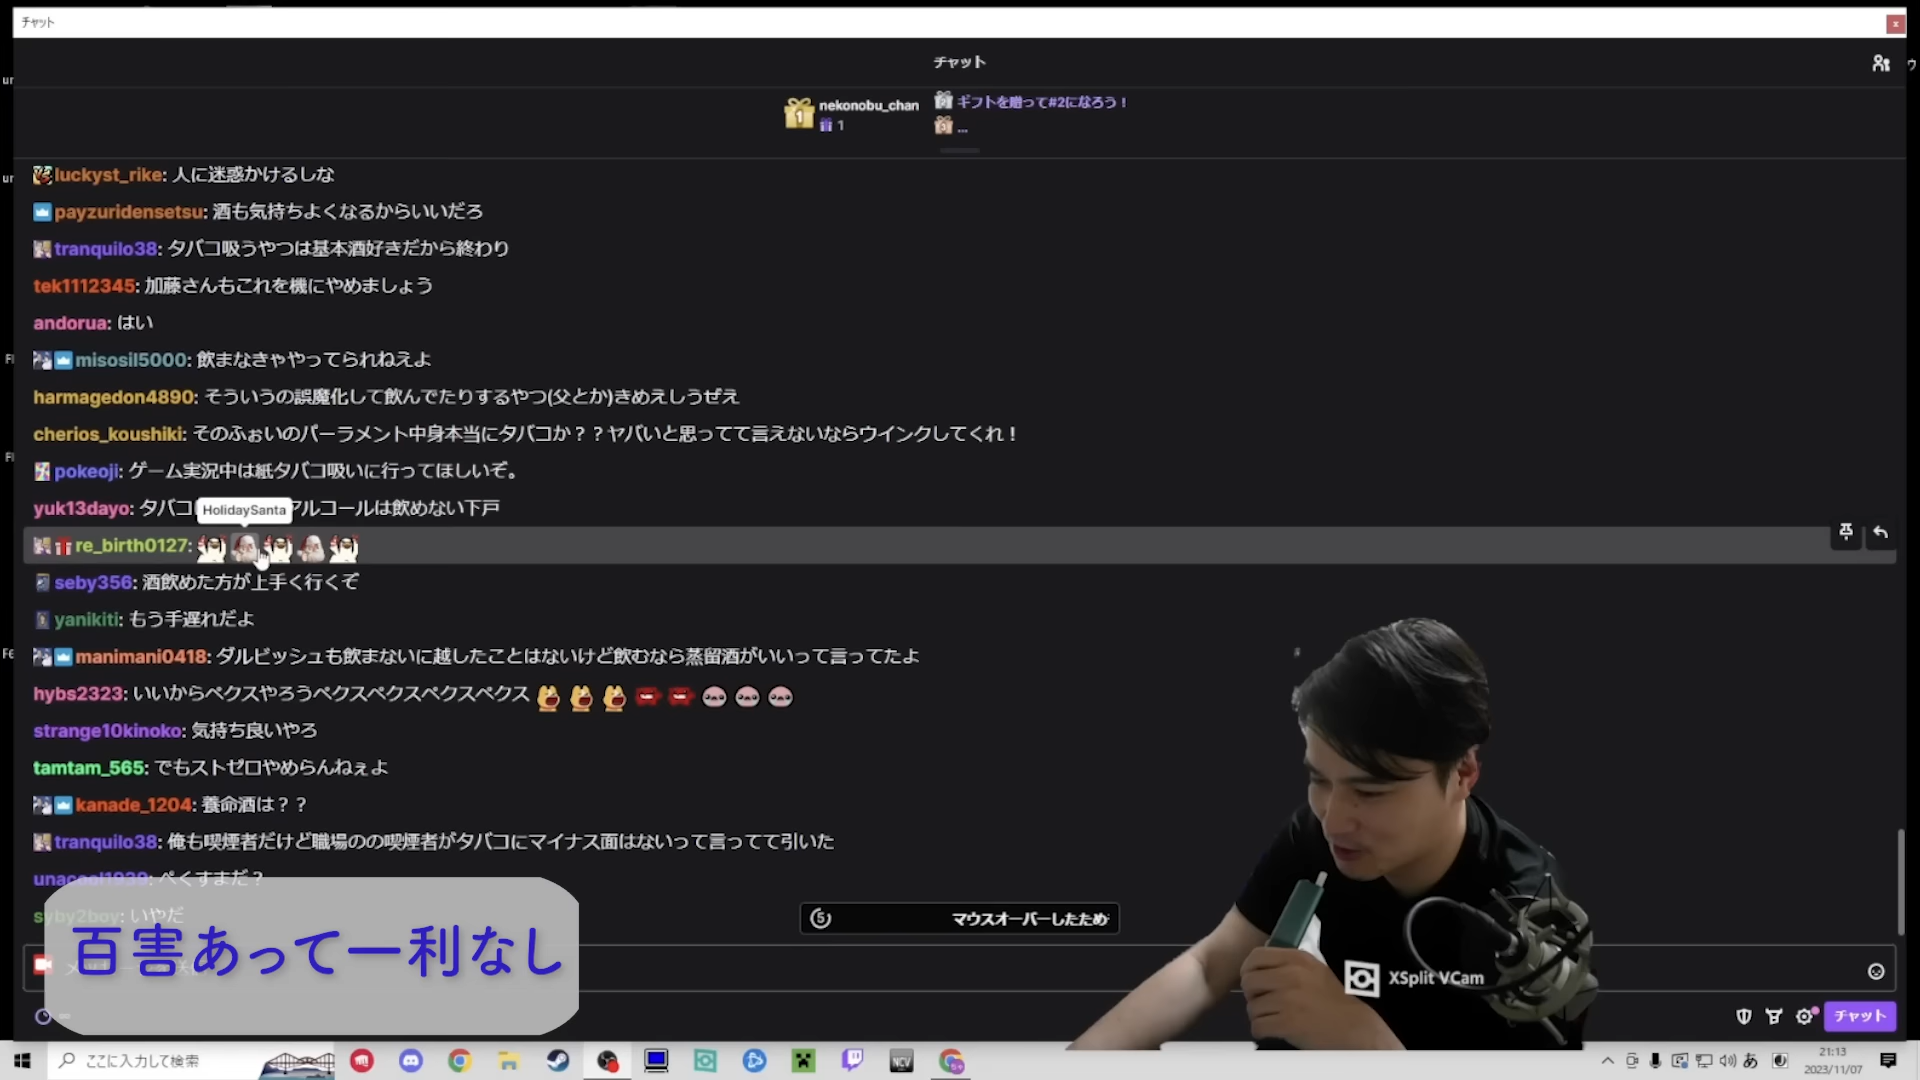 チャット
チャット
nekonobu_chan
1
ギフトを贈って#2になろう！
...
luckyst_rike: 人に迷惑かけるしな
payzuridensetsu: 酒も気持ちよくなるからいいだろ
tranquilo38: タバコ吸うやつは基本酒好きだから終わり
tek1112345: 加藤さんもこれを機にやめましょう
andorua: はい
misosil5000: 飲まなきゃやってられねえよ
harmagedon4890: そういうの誤魔化して飲んでたりするやつ(父とか)きめえしうぜえ
cherios_koushiki: そのふぉいのパーラメント中身本当にタバコか？？ヤバいと思ってて言えないならウインクしてくれ！
pokeoji: ゲーム実況中は紙タバコ吸いに行ってほしいぞ。
yuk13dayo: タバコ アルコールは飲めない下戸
HolidaySanta
re_birth0127:
seby356: 酒飲めた方が上手く行くぞ
yanikiti: もう手遅れだよ
manimani0418: ダルビッシュも飲まないに越したことはないけど飲むなら蒸留酒がいいって言ってたよ
hybs2323: いいからペクスやろうペクスペクスペクスペクス
strange10kinoko: 気持ち良いやろ
tamtam_565: でもストゼロやめらんねぇよ
kanade_1204: 養命酒は？？
tranquilo38: 俺も喫煙者だけど職場のの喫煙者がタバコにマイナス面はないって言ってて引いた
unacool1939: ぺくすまだ？
syby2boy: いやだ
5 マウスオーバーしたため
百害あって一利なし
XSplit VCam
チャット
ここに入力して検索
NCV
あ
21:13
2023/11/07